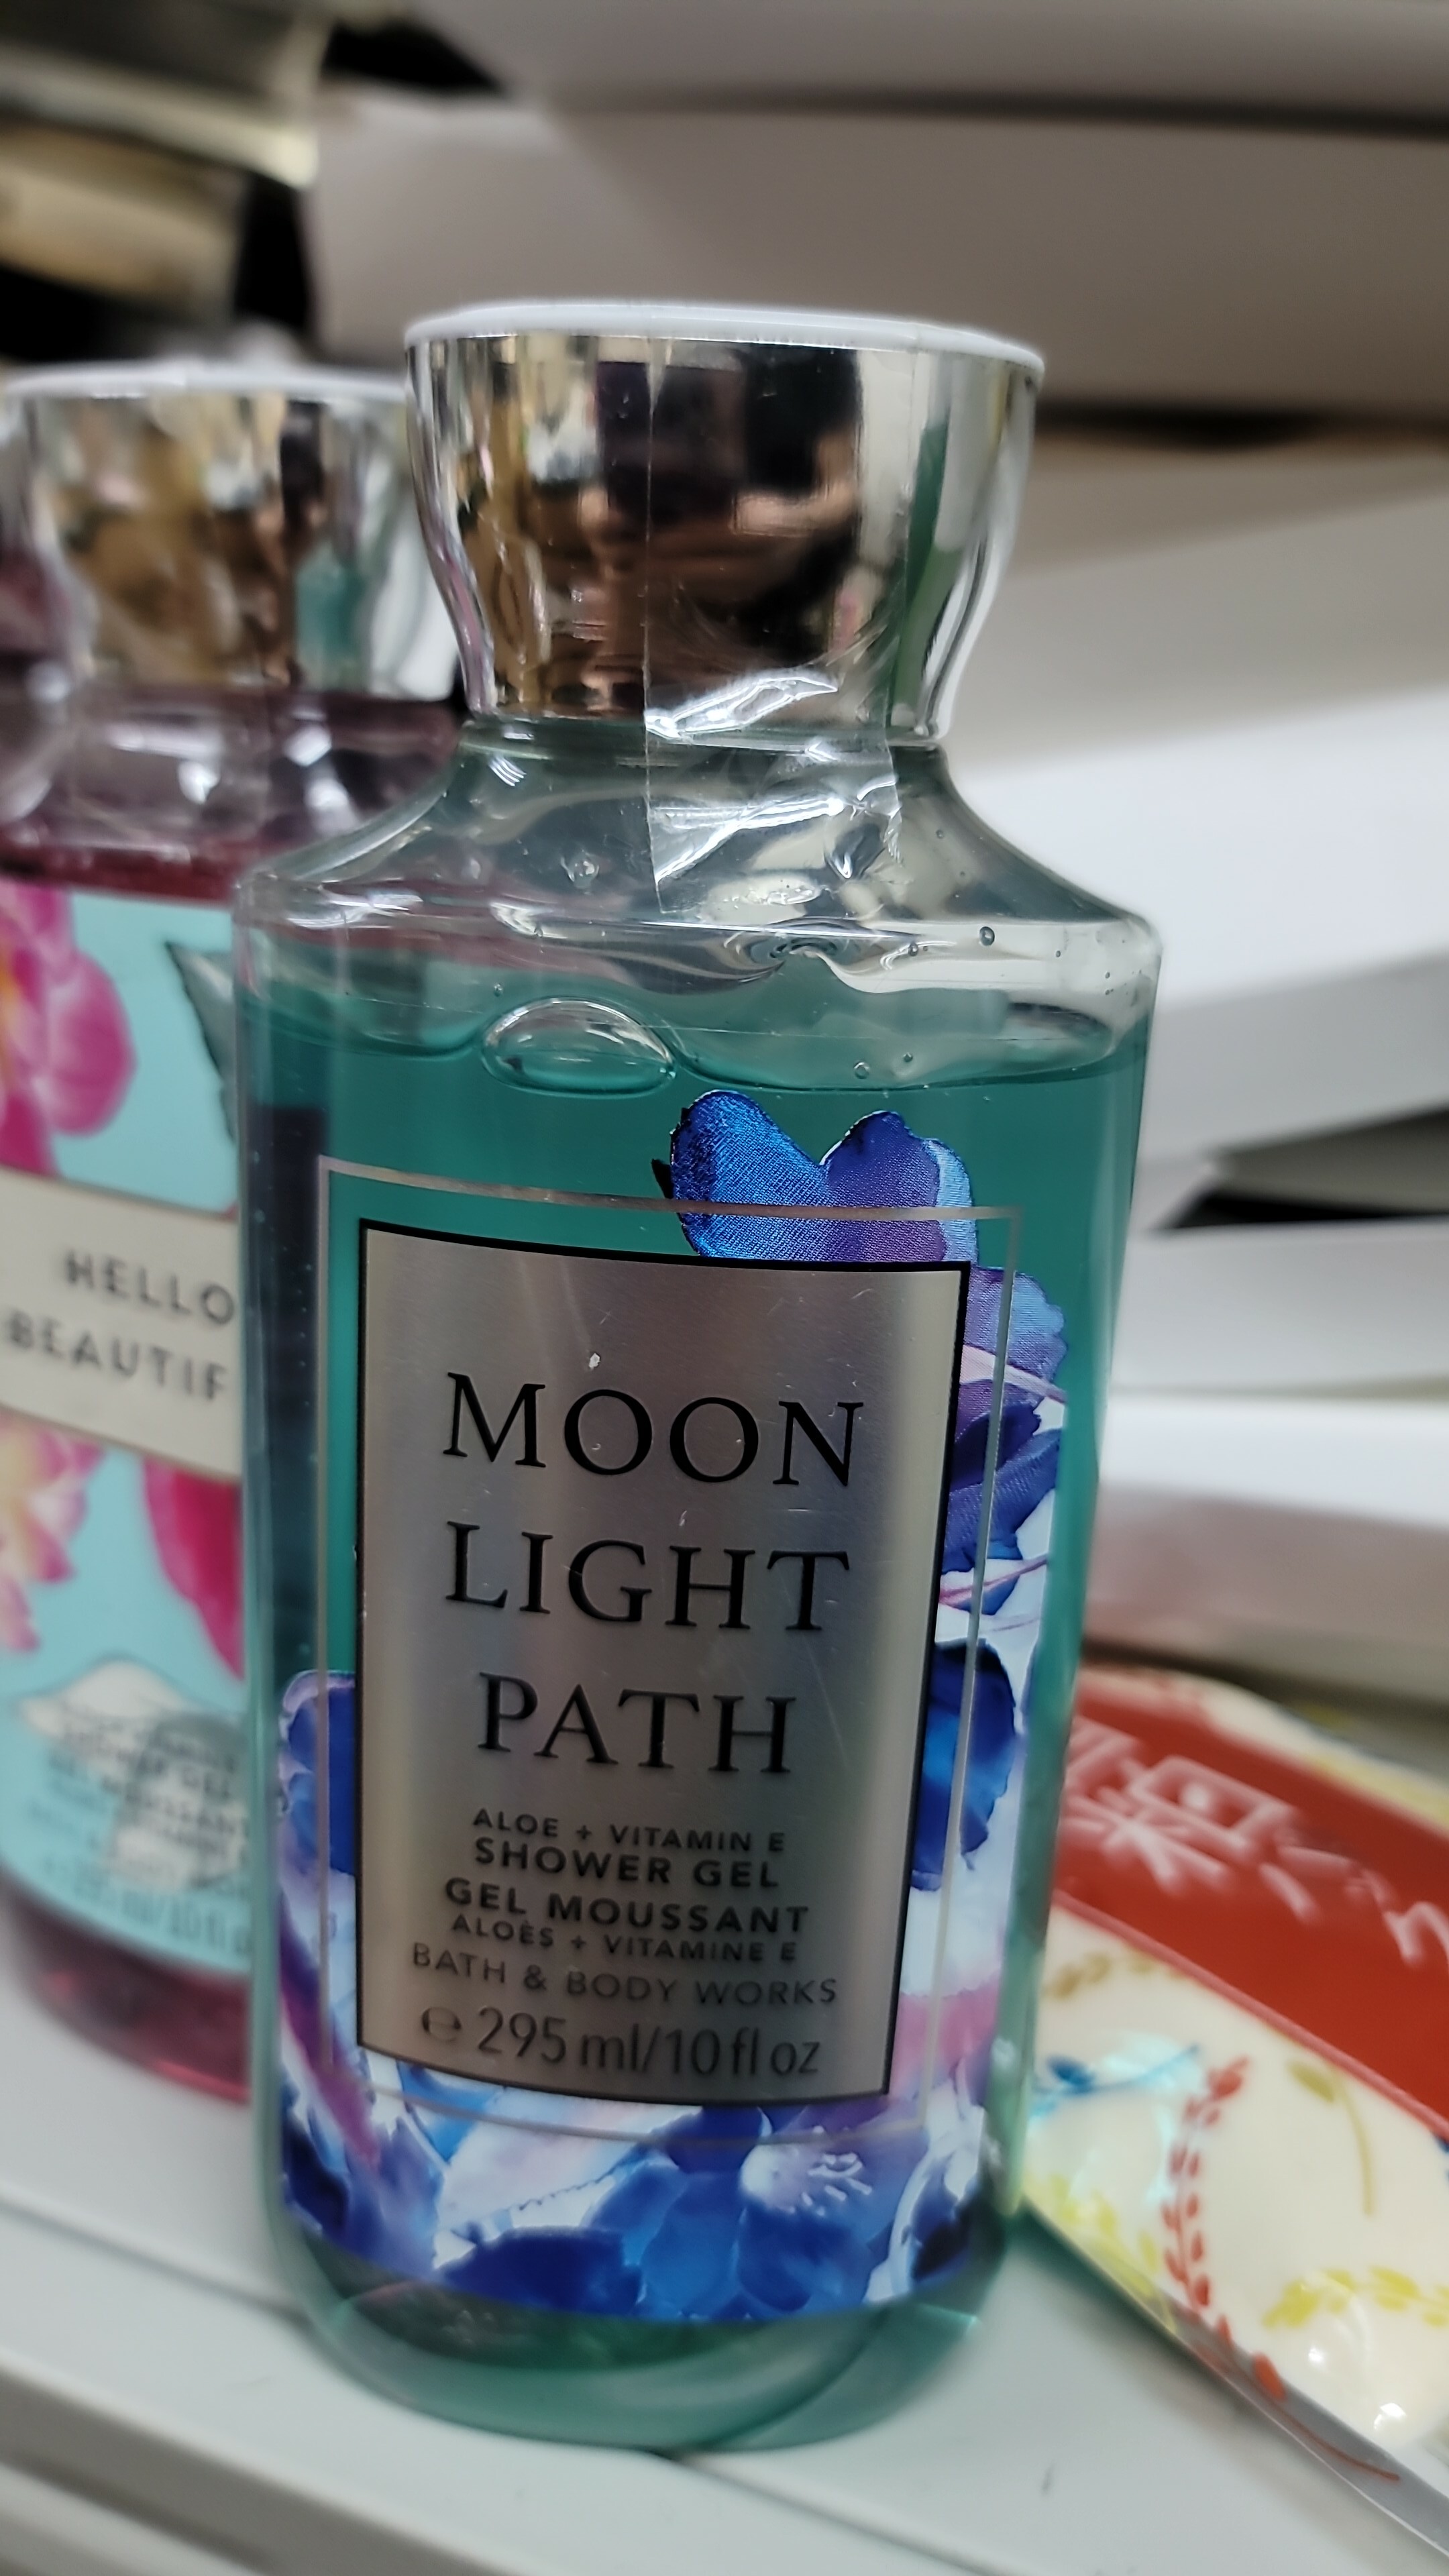 HELLO
BEAUTIF
MOON
LIGHT
PATH
ALOE + VITAMIN E
SHOWER GEL
GEL MOUSSANT
ALOÈS + VITAMINE E
BATH & BODY WORKS
℮ 295 ml/10 fl oz